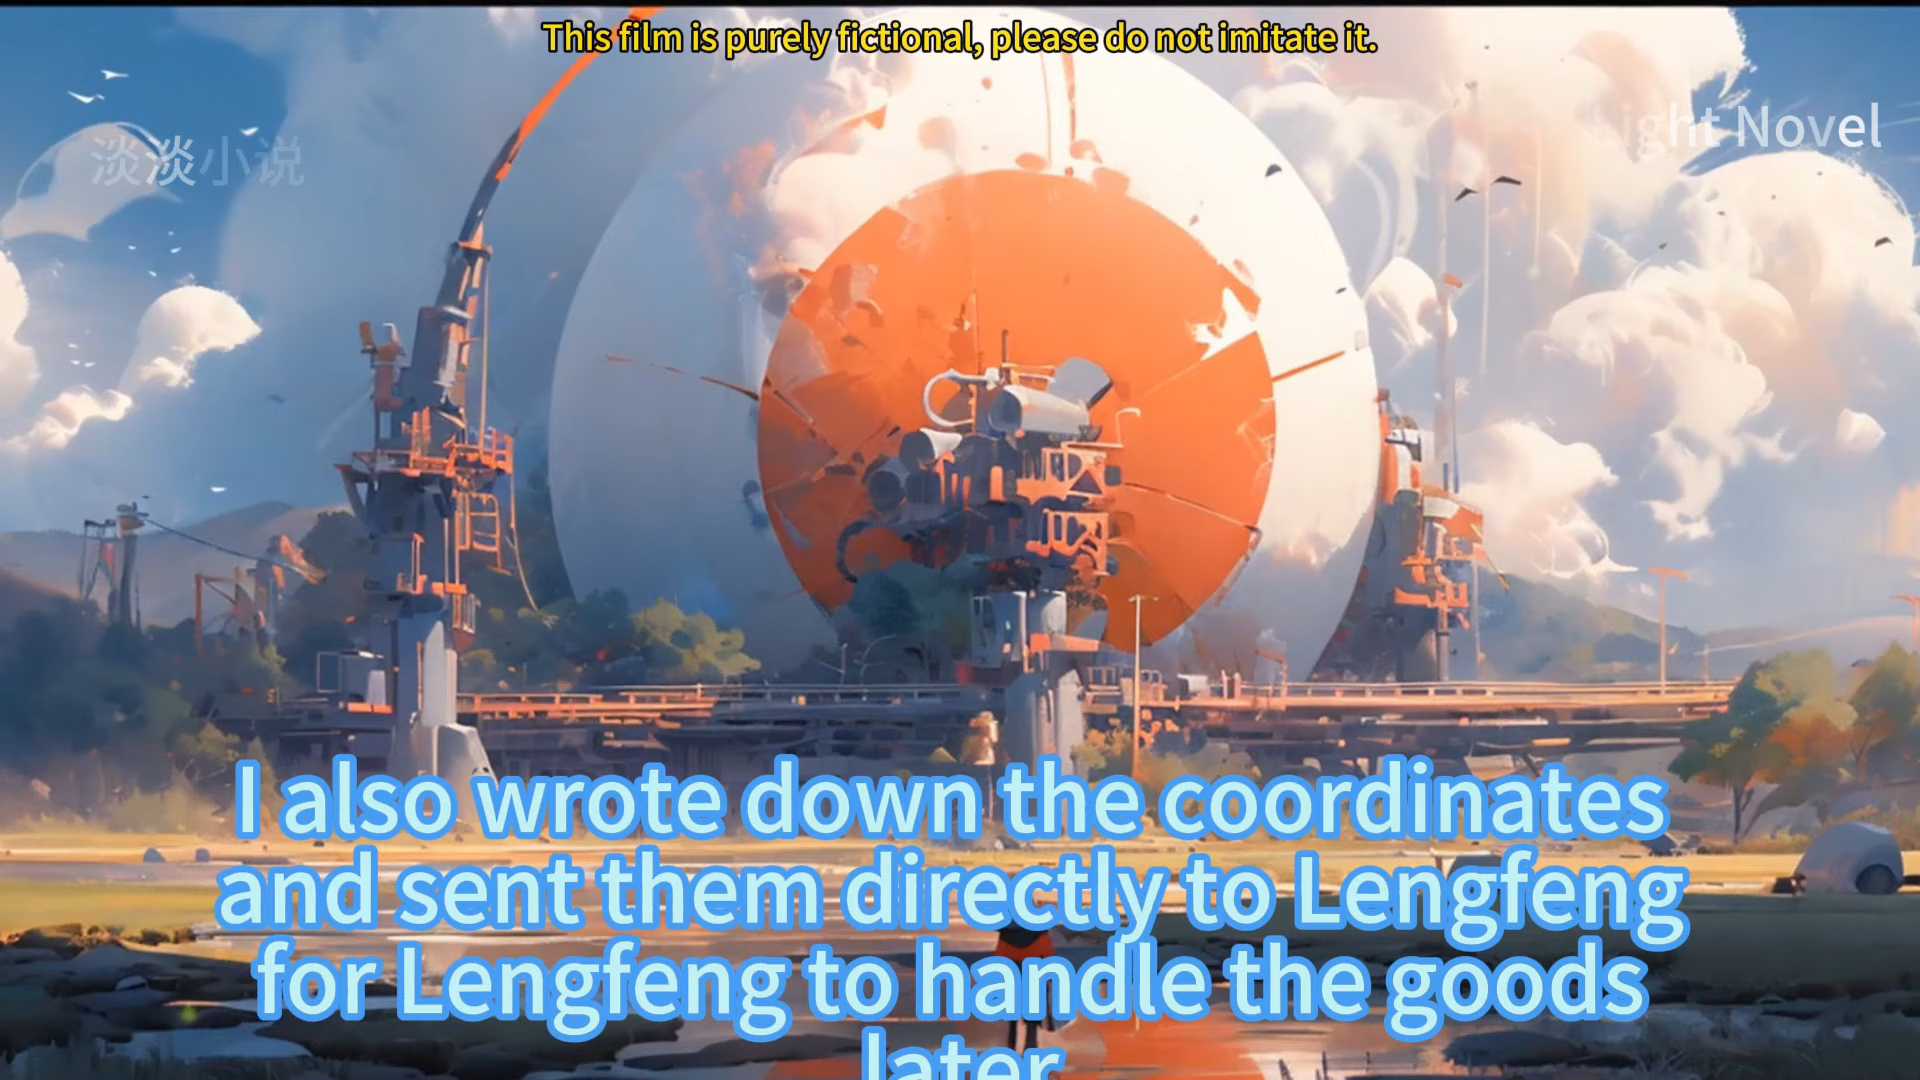 This film is purely fictional, please do not imitate it.
淡淡小说
ight Novel
I also wrote down the coordinates
and sent them directly to Lengfeng
for Lengfeng to handle the goods
later